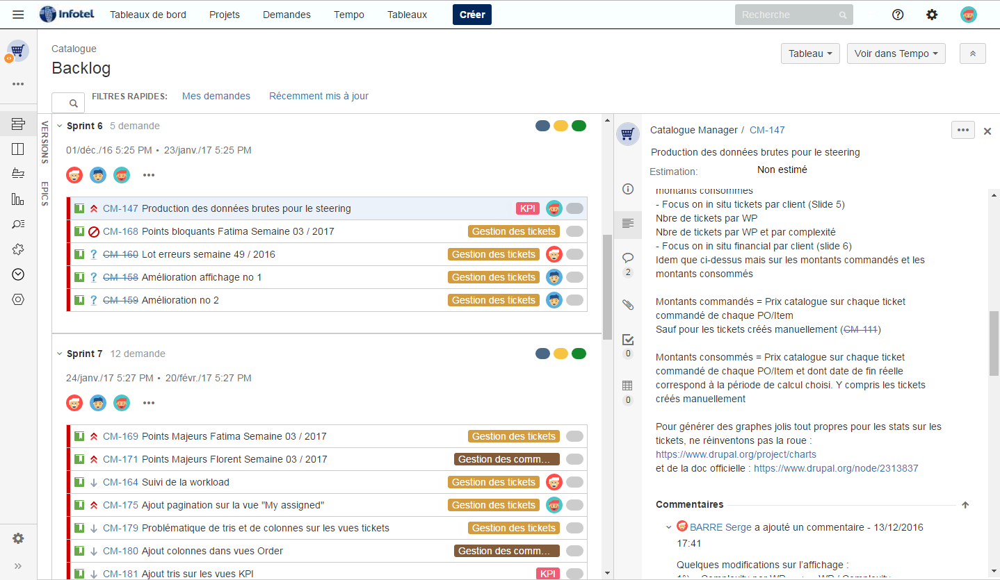 Infotel Tableaux de bord Projets Demandes Tempo Tableaux Créer Recherche
Catalogue
Backlog
Tableau Voir dans Tempo
FILTRES RAPIDES: Mes demandes Récemment mis à jour
VERSIONS
EPICS
Sprint 6 5 demande
01/déc./16 5:25 PM • 23/janv./17 5:25 PM
CM-147 Production des données brutes pour le steering KPI
CM-168 Points bloquants Fatima Semaine 03 / 2017 Gestion des tickets
CM-160 Lot erreurs semaine 49 / 2016 Gestion des tickets
CM-158 Amélioration affichage no 1 Gestion des tickets
CM-159 Amélioration no 2 Gestion des tickets
Sprint 7 12 demande
24/janv./17 5:27 PM • 20/févr./17 5:27 PM
CM-169 Points Majeurs Fatima Semaine 03 / 2017 Gestion des tickets
CM-171 Points Majeurs Florent Semaine 03 / 2017 Gestion des comm...
CM-164 Suivi de la workload Gestion des tickets
CM-175 Ajout pagination sur la vue "My assigned" Gestion des tickets
CM-179 Problématique de tris et de colonnes sur les vues tickets Gestion des tickets
CM-180 Ajout colonnes dans vues Order Gestion des comm...
CM-181 Ajout tris sur les vues KPI KPI
2
0
0
Catalogue Manager / CM-147
Production des données brutes pour le steering
Estimation: Non estimé
montants consommés
- Focus on in situ tickets par client (Slide 5)
Nbre de tickets par WP
Nbre de tickets par WP et par complexité
- Focus on in situ financial par client (slide 6)
Idem que ci-dessus mais sur les montants commandés et les
montants consommés
Montants commandés = Prix catalogue sur chaque ticket
commandé de chaque PO/Item
Sauf pour les tickets créés manuellement (CM-111)
Montants consommés = Prix catalogue sur chaque ticket
commandé de chaque PO/Item et dont date de fin réelle
correspond à la période de calcul choisi. Y compris les tickets
créés manuellement
Pour générer des graphes jolis tout propres pour les stats sur les
tickets, ne réinventons pas la roue :
https://www.drupal.org/project/charts
et de la doc officielle : https://www.drupal.org/node/2313837
Commentaires
BARRE Serge a ajouté un commentaire - 13/12/2016
17:41
Quelques modifications sur l'affichage :